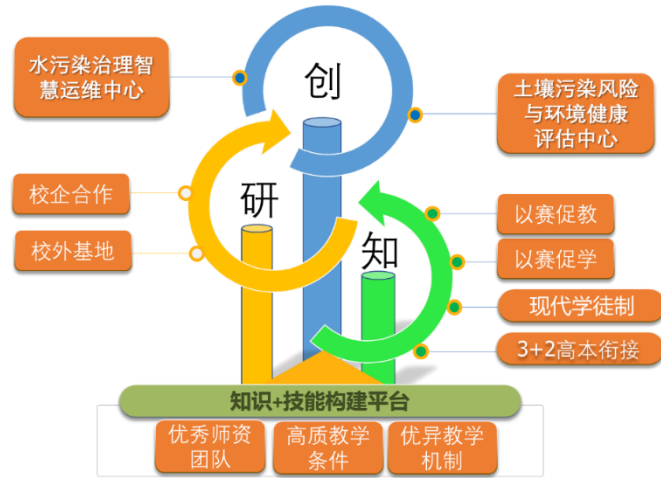 创
水污染治理智
慧运维中心
土壤污染风险
与环境健康
评估中心
研
校企合作
校外基地
知
以赛促教
以赛促学
现代学徒制
3+2高本衔接
知识+技能构建平台
优秀师资
团队
高质教学
条件
优异教学
机制